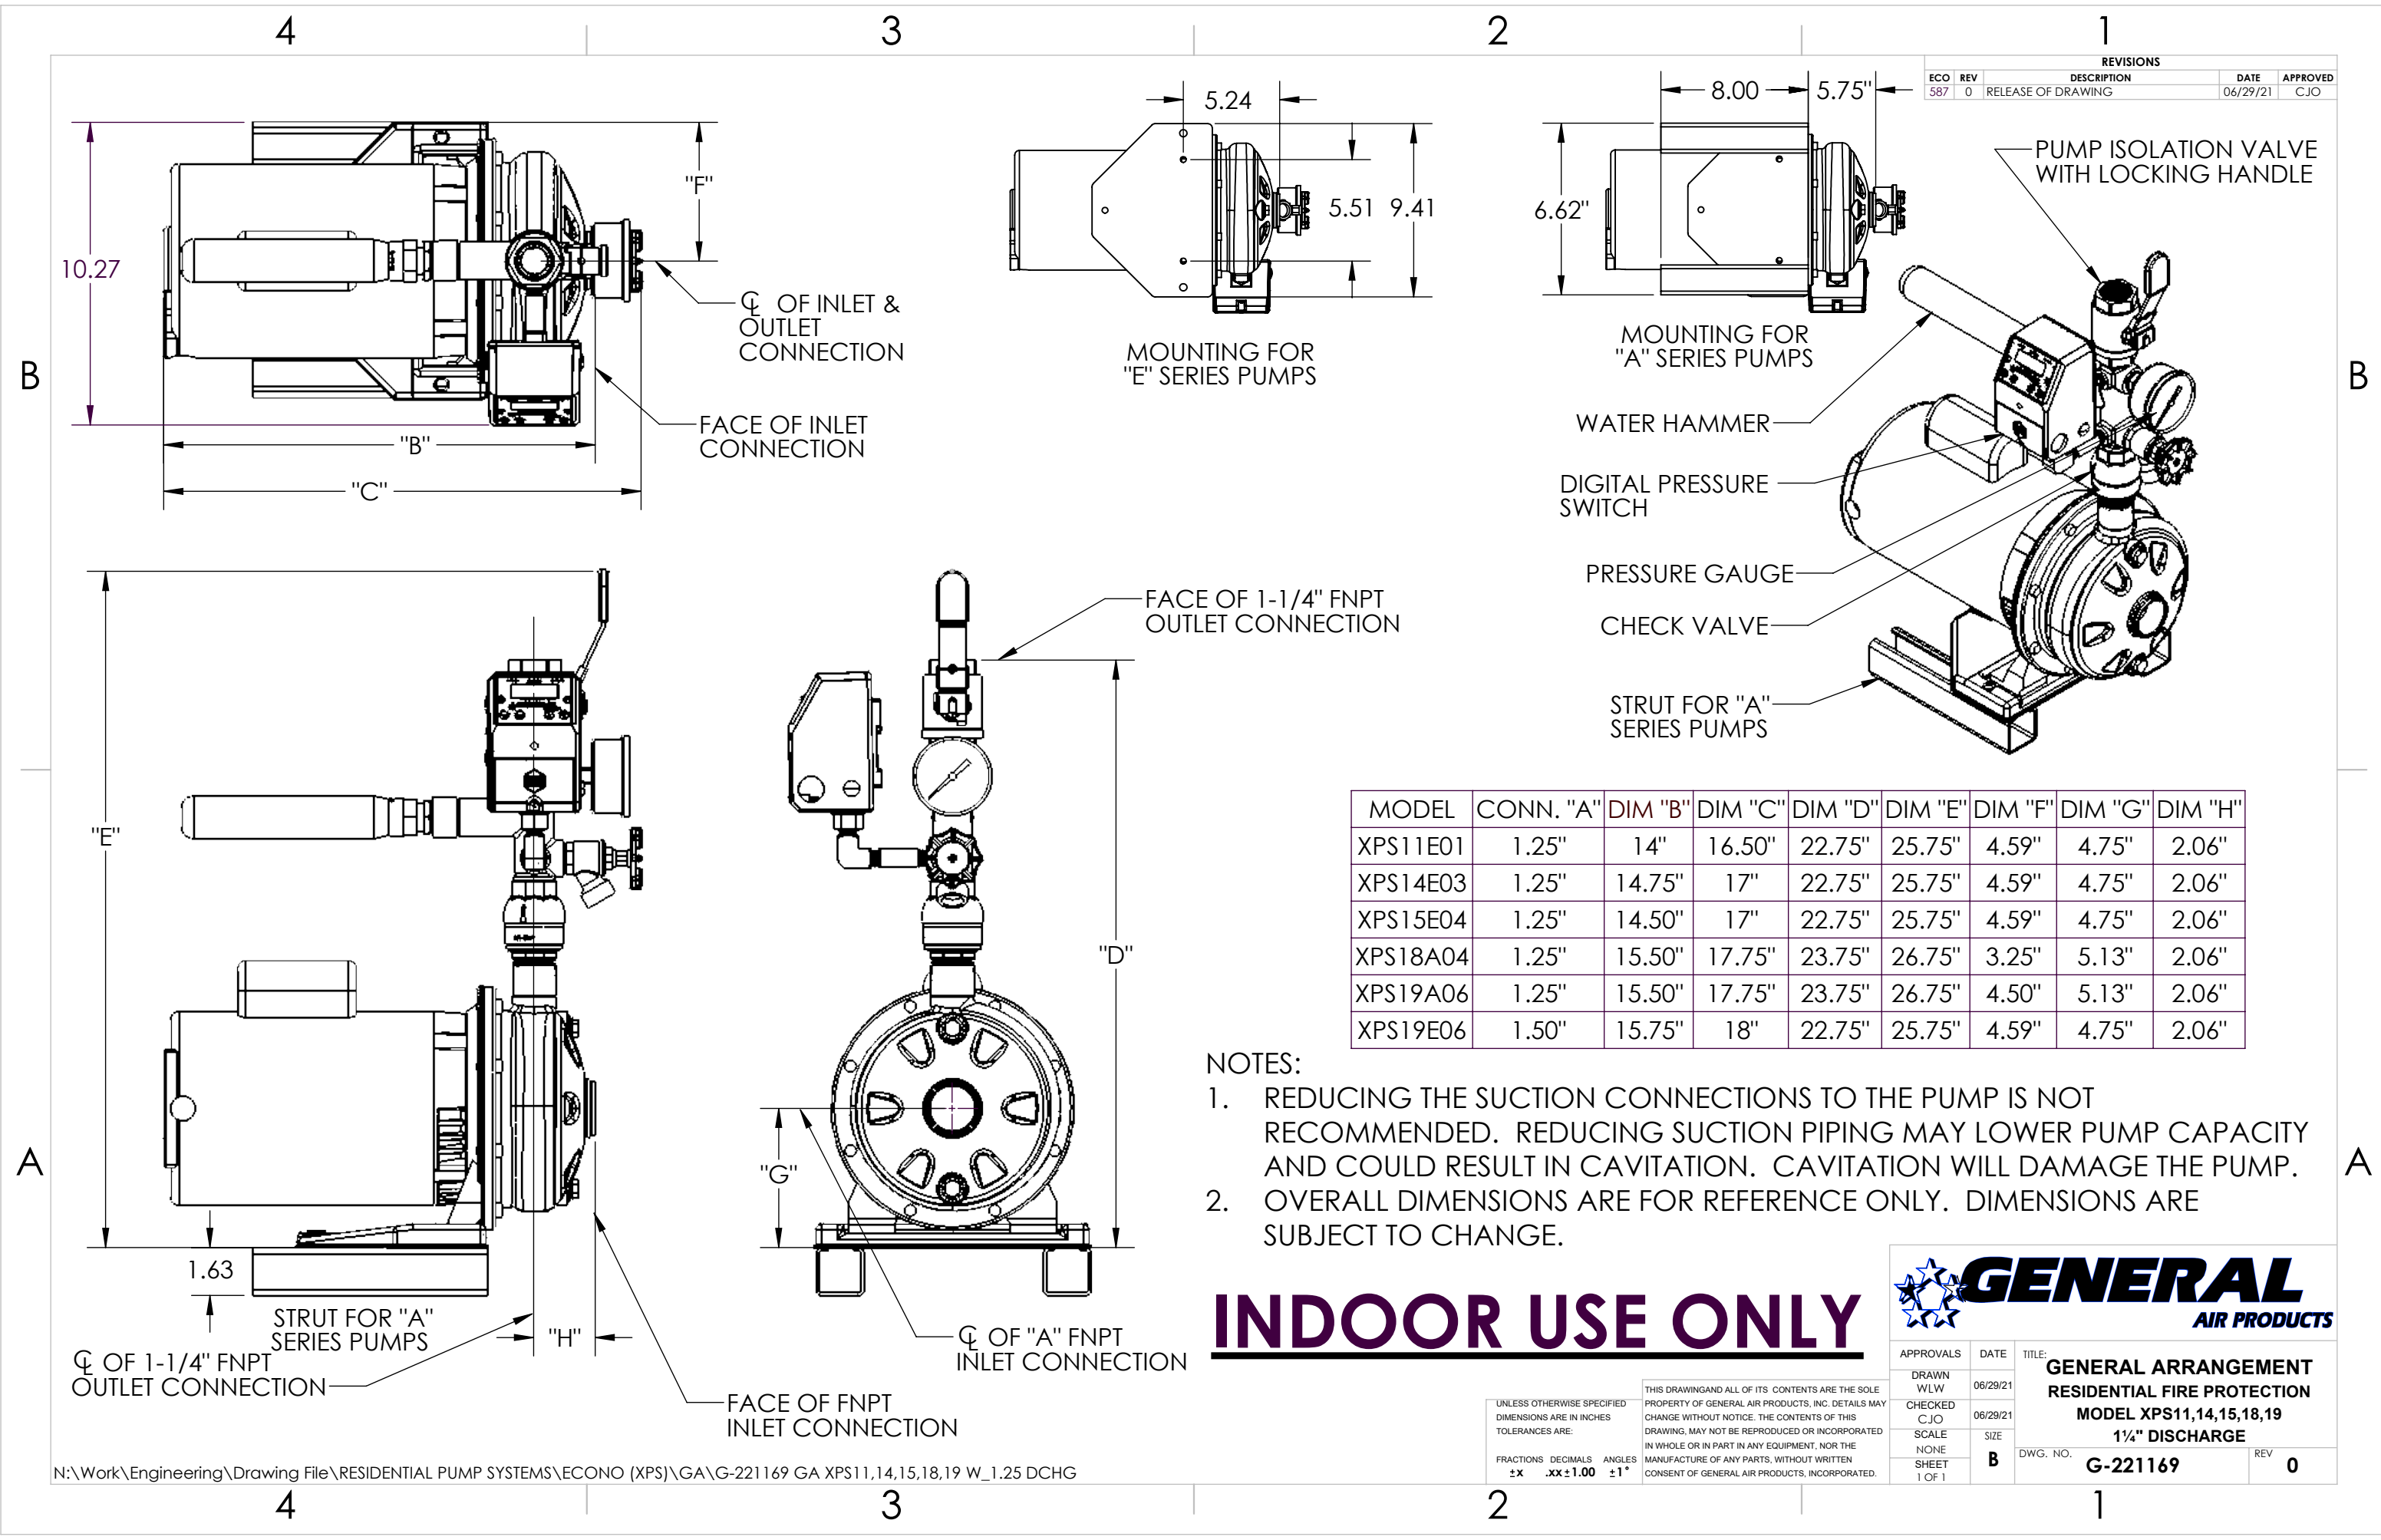 4 3 2 1
REVISIONS
ECO REV DESCRIPTION DATE APPROVED
587 0 RELEASE OF DRAWING 06/29/21 CJO
10.27
"F"
℄ OF INLET &
OUTLET
CONNECTION
FACE OF INLET
CONNECTION
"B"
"C"
5.24
5.51 9.41
MOUNTING FOR
"E" SERIES PUMPS
8.00 5.75"
6.62"
MOUNTING FOR
"A" SERIES PUMPS
PUMP ISOLATION VALVE
WITH LOCKING HANDLE
WATER HAMMER
DIGITAL PRESSURE
SWITCH
PRESSURE GAUGE
CHECK VALVE
STRUT FOR "A"
SERIES PUMPS
B B
"E"
1.63
STRUT FOR "A"
SERIES PUMPS
℄ OF 1-1/4" FNPT
OUTLET CONNECTION
"H"
FACE OF FNPT
INLET CONNECTION
FACE OF 1-1/4" FNPT
OUTLET CONNECTION
"D"
"G"
℄ OF "A" FNPT
INLET CONNECTION
MODEL CONN. "A" DIM "B" DIM "C" DIM "D" DIM "E" DIM "F" DIM "G" DIM "H"
XPS11E01 1.25" 14" 16.50" 22.75" 25.75" 4.59" 4.75" 2.06"
XPS14E03 1.25" 14.75" 17" 22.75" 25.75" 4.59" 4.75" 2.06"
XPS15E04 1.25" 14.50" 17" 22.75" 25.75" 4.59" 4.75" 2.06"
XPS18A04 1.25" 15.50" 17.75" 23.75" 26.75" 3.25" 5.13" 2.06"
XPS19A06 1.25" 15.50" 17.75" 23.75" 26.75" 4.50" 5.13" 2.06"
XPS19E06 1.50" 15.75" 18" 22.75" 25.75" 4.59" 4.75" 2.06"
NOTES:
1. REDUCING THE SUCTION CONNECTIONS TO THE PUMP IS NOT
RECOMMENDED. REDUCING SUCTION PIPING MAY LOWER PUMP CAPACITY
AND COULD RESULT IN CAVITATION. CAVITATION WILL DAMAGE THE PUMP.
2. OVERALL DIMENSIONS ARE FOR REFERENCE ONLY. DIMENSIONS ARE
SUBJECT TO CHANGE.
A A
INDOOR USE ONLY
GENERAL
AIR PRODUCTS
UNLESS OTHERWISE SPECIFIED
DIMENSIONS ARE IN INCHES
TOLERANCES ARE:
FRACTIONS DECIMALS ANGLES
±X .XX±1.00 ±1°
THIS DRAWINGAND ALL OF ITS CONTENTS ARE THE SOLE
PROPERTY OF GENERAL AIR PRODUCTS, INC. DETAILS MAY
CHANGE WITHOUT NOTICE. THE CONTENTS OF THIS
DRAWING, MAY NOT BE REPRODUCED OR INCORPORATED
IN WHOLE OR IN PART IN ANY EQUIPMENT, NOR THE
MANUFACTURE OF ANY PARTS, WITHOUT WRITTEN
CONSENT OF GENERAL AIR PRODUCTS, INCORPORATED.
APPROVALS DATE
DRAWN
WLW 06/29/21
CHECKED
CJO 06/29/21
SCALE
NONE
SHEET
1 OF 1
SIZE
B
TITLE:
GENERAL ARRANGEMENT
RESIDENTIAL FIRE PROTECTION
MODEL XPS11,14,15,18,19
1¼" DISCHARGE
DWG. NO.
G-221169
REV
0
N:\Work\Engineering\Drawing File\RESIDENTIAL PUMP SYSTEMS\ECONO (XPS)\GA\G-221169 GA XPS11,14,15,18,19 W_1.25 DCHG
4 3 2 1